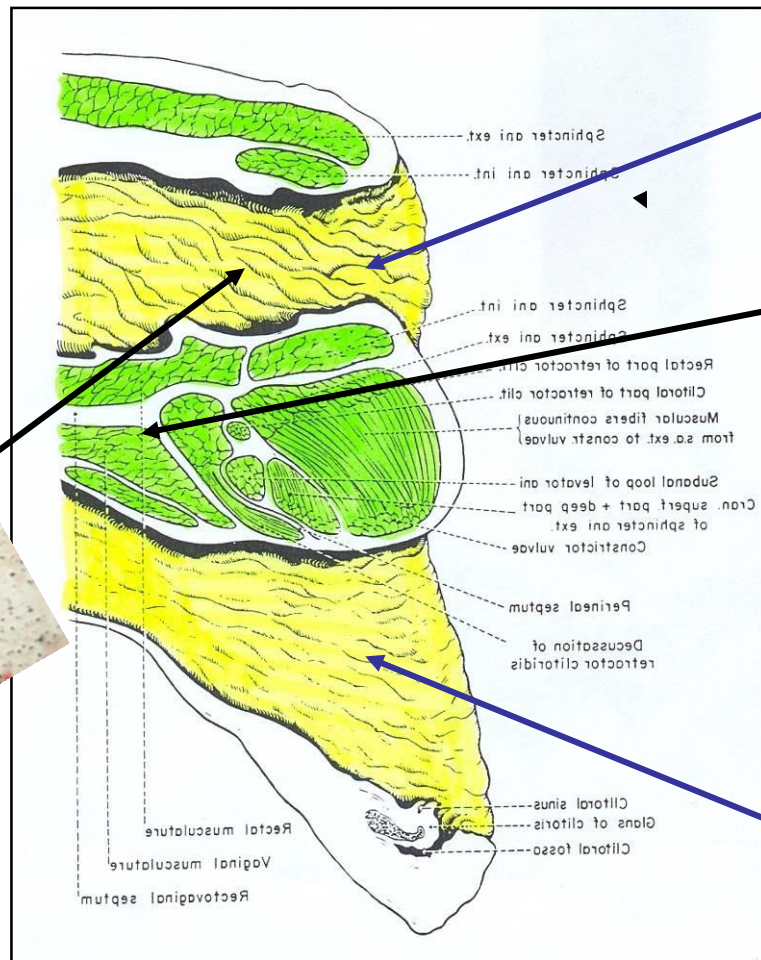 Sphincter ani ext.
Sphincter ani int.
Sphincter ani int.
Sphincter ani ext.
Rectal part of retractor clit.
Clitoral part of retractor clit.
Muscular fibers continuous
from s.a. ext. to constr. vulvae
Subanal loop of levator ani
Cran. superf. part + deep part
of sphincter ani ext.
Constrictor vulvae
Perineal septum
Decussation of
retractor clitoridis
Clitoral sinus
Glans of clitoris
Clitoral fossa
Rectal musculature
Vaginal musculature
Rectovaginal septum